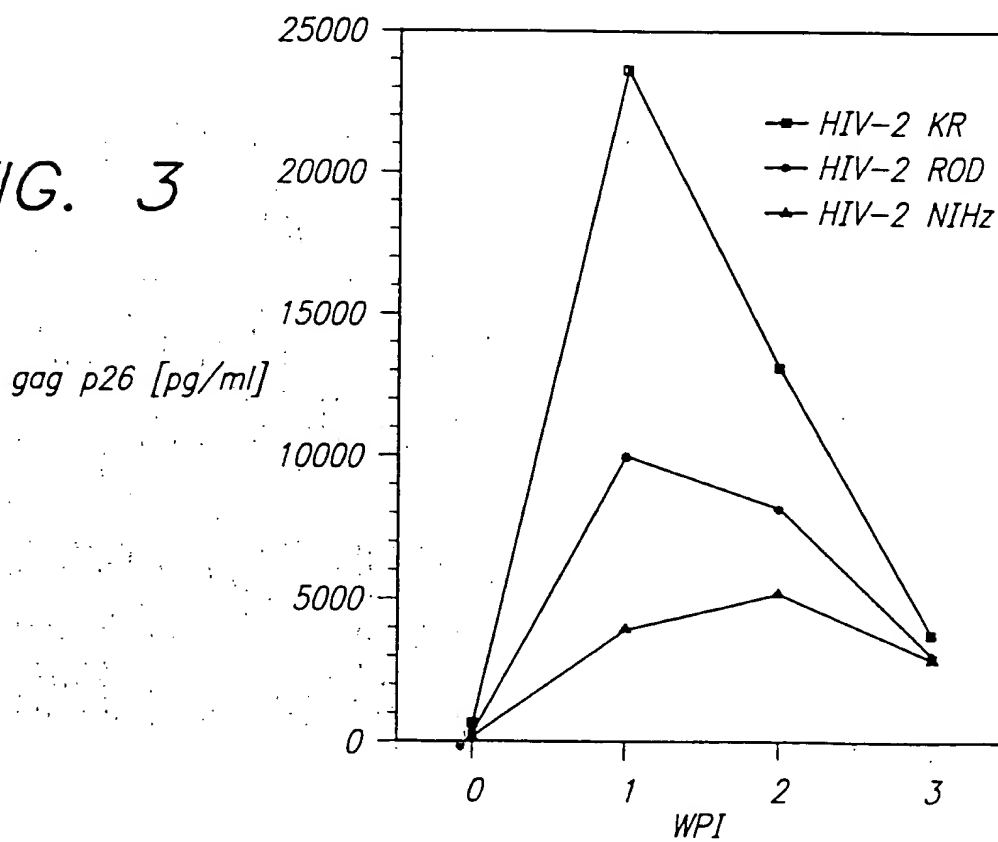 25000
HIV-2 KR
HIV-2 ROD
HIV-2 NIHz
20000
IG. 3
15000
gag p26 [pg/ml]
10000
5000
0
0 1 2 3
WPI